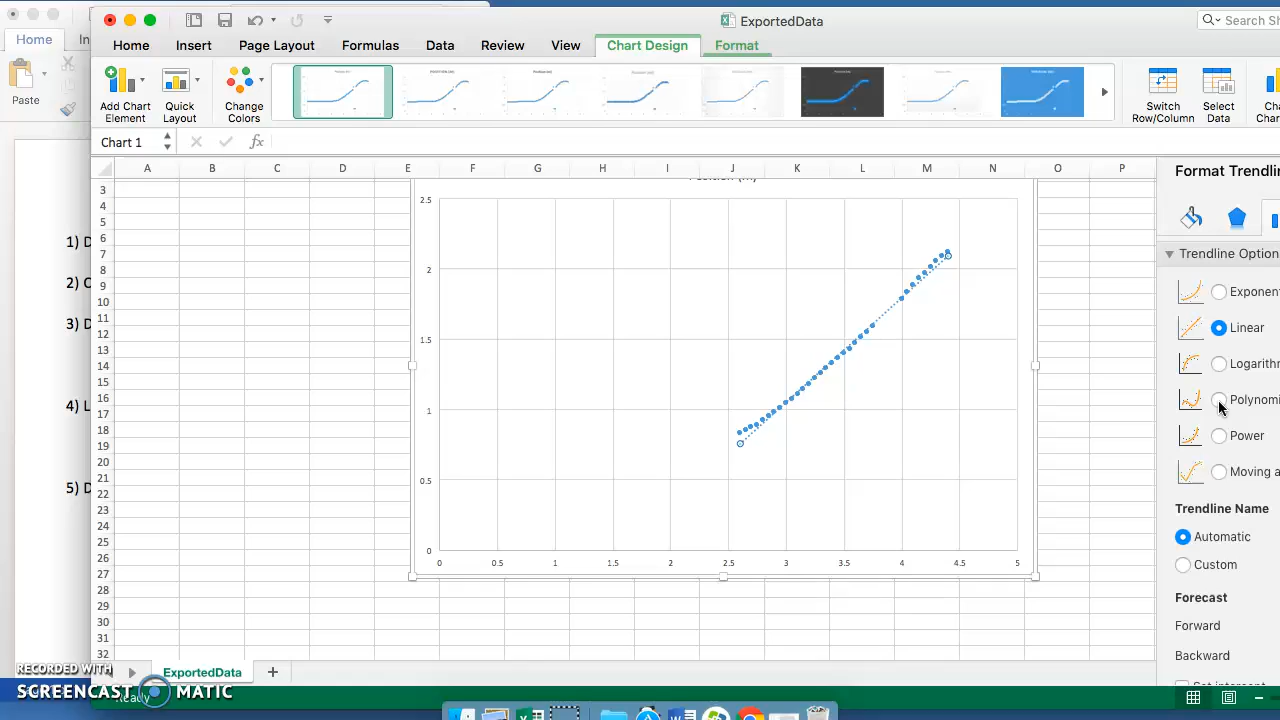 ExportedData
Search Sh
Home
In
Home
Insert
Page Layout
Formulas
Data
Review
View
Chart Design
Format
Paste
Add Chart
Element
Quick
Layout
Change
Colors
Switch
Row/Column
Select
Data
Chart 1
fx
A B C D E F G H I J K L M N O P
Format Trendlin
3
4
5
6
7
8
9
10
11
12
13
14
15
16
17
18
19
20
21
22
23
24
25
26
27
28
29
30
31
32
2.5
2
1.5
1
0.5
0
0 0.5 1 1.5 2 2.5 3 3.5 4 4.5 5
1) D
2) C
3) D
4) L
5) D
Trendline Option
Exponent
Linear
Logarithm
Polynomi
Power
Moving a
Trendline Name
Automatic
Custom
Forecast
Forward
Backward
ExportedData
Ready
RECORDED WITH
SCREENCAST MATIC